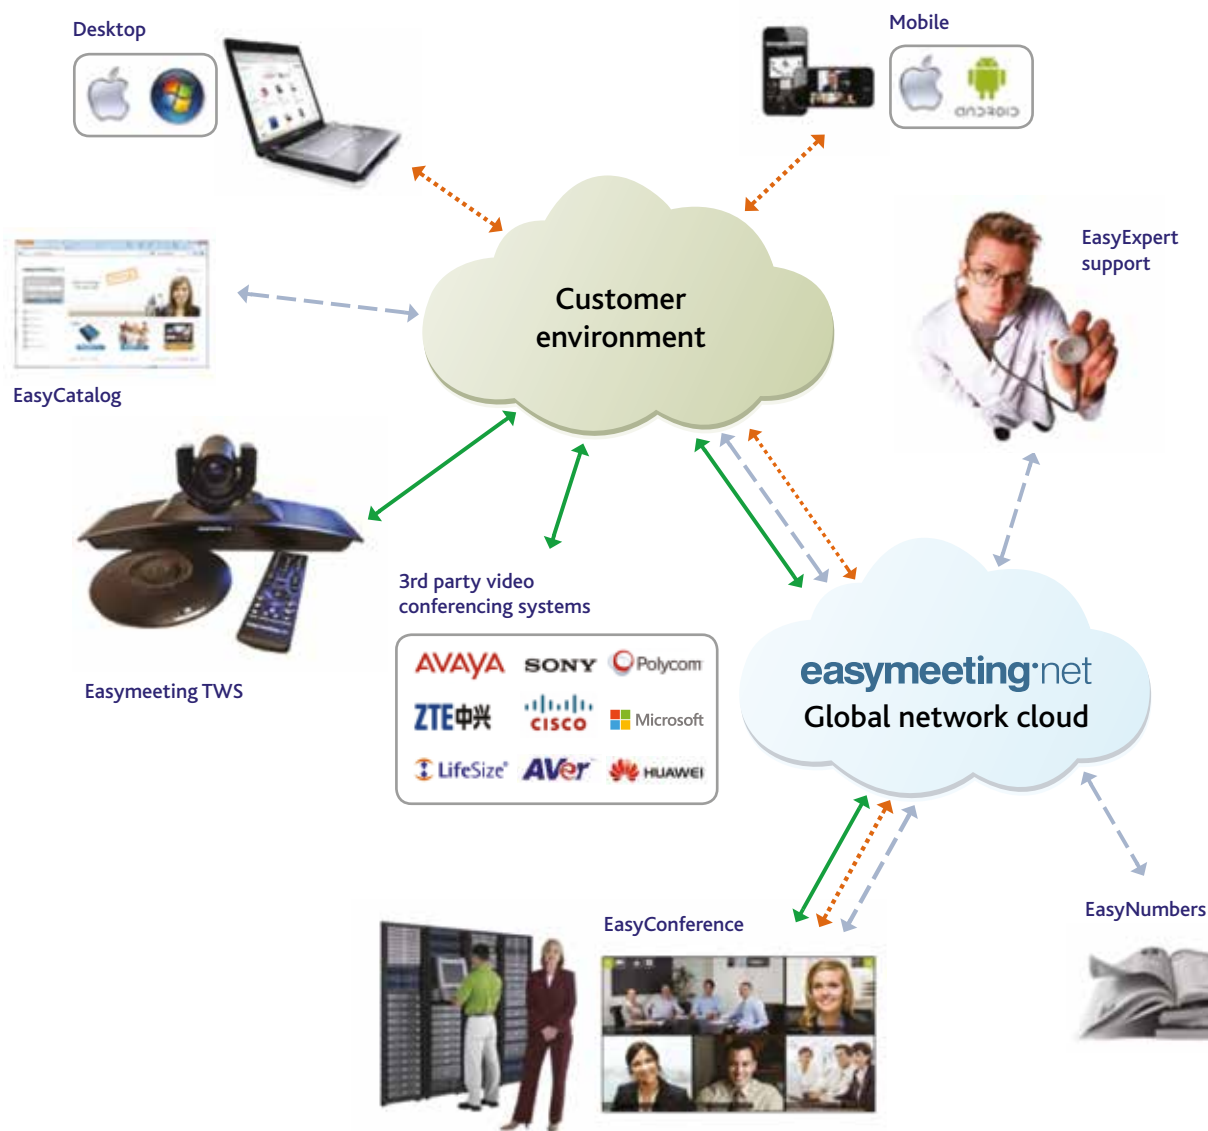 Desktop
Mobile
ANDROID
EasyExpert
support
Customer
environment
EasyCatalog
3rd party video
conferencing systems
AVAYA
SONY
Polycom
ZTE中兴
CISCO
Microsoft
LifeSize®
AVer
HUAWEI
Easymeeting TWS
easymeeting·net
Global network cloud
EasyConference
EasyNumbers